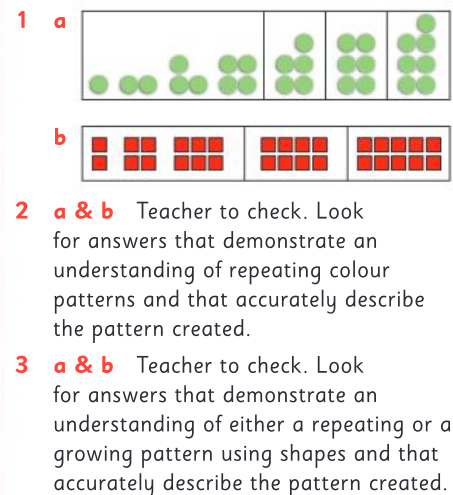 1 a
b
2 a & b Teacher to check. Look
for answers that demonstrate an
understanding of repeating colour
patterns and that accurately describe
the pattern created.
3 a & b Teacher to check. Look
for answers that demonstrate an
understanding of either a repeating or a
growing pattern using shapes and that
accurately describe the pattern created.